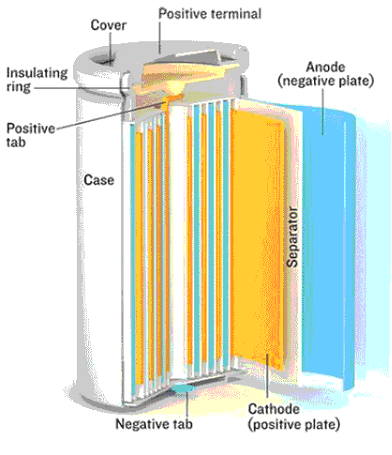 Positive terminal
Cover
Insulating
ring
Positive
tab
Case
Anode
(negative plate)
Separator
Negative tab
Cathode
(positive plate)